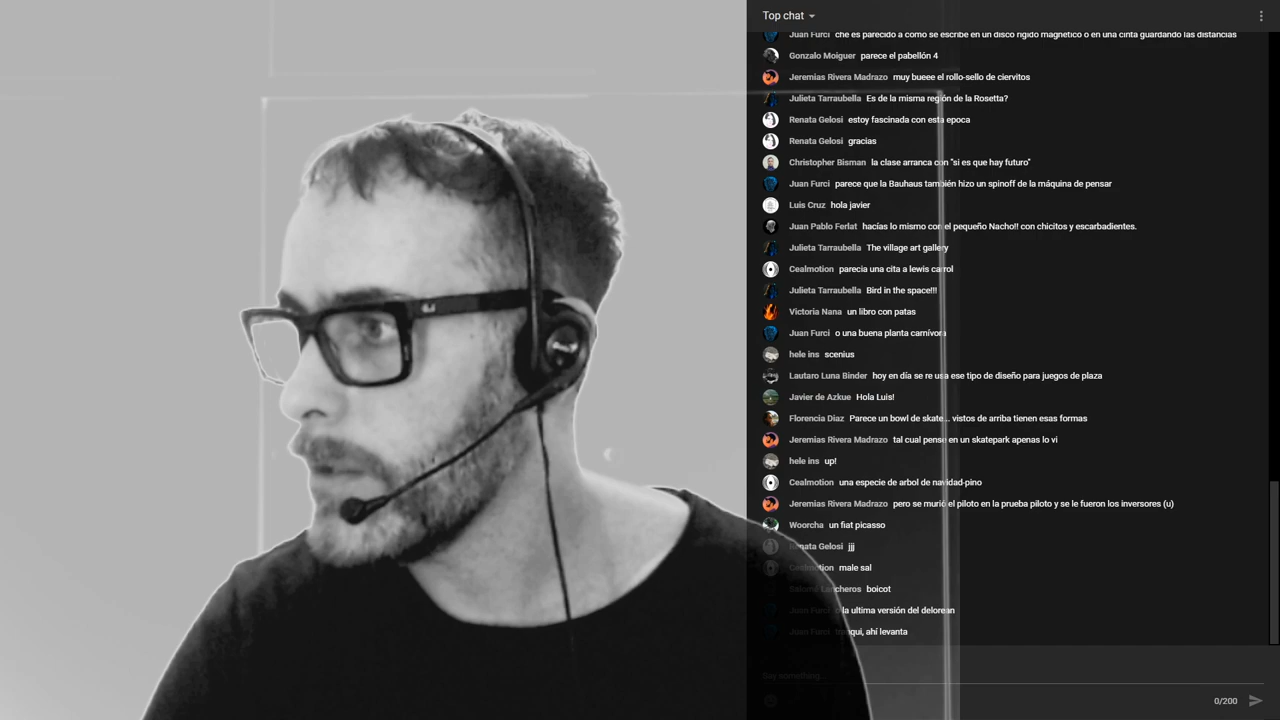 Top chat
Juan Furci che es parecido a como se escribe en un disco rigido magnetico o en una cinta guardando las distancias
Gonzalo Moiguer parece el pabellón 4
Jeremias Rivera Madrazo muy bueee el rollo-sello de ciervitos
Julieta Tarraubella Es de la misma región de la Rosetta?
Renata Gelosi estoy fascinada con esta epoca
Renata Gelosi gracias
Christopher Bisman la clase arranca con "si es que hay futuro"
Juan Furci parece que la Bauhaus también hizo un spinoff de la máquina de pensar
Luis Cruz hola javier
Juan Pablo Ferlat hacías lo mismo con el pequeño Nacho!! con chicitos y escarbadientes.
Julieta Tarraubella The village art gallery
Cealmotion parecia una cita a lewis carrol
Julieta Tarraubella Bird in the space!!!
Victoria Nana un libro con patas
Juan Furci o una buena planta carnívora
hele ins scenius
Lautaro Luna Binder hoy en día se re usa ese tipo de diseño para juegos de plaza
Javier de Azkue Hola Luis!
Florencia Diaz Parece un bowl de skate... vistos de arriba tienen esas formas
Jeremias Rivera Madrazo tal cual pense en un skatepark apenas lo vi
hele ins up!
Cealmotion una especie de arbol de navidad-pino
Jeremias Rivera Madrazo pero se murió el piloto en la prueba piloto y se le fueron los inversores (u)
Woorcha un fiat picasso
Renata Gelosi jjj
Cealmotion male sal
boicot
Juan Furci o la ultima versión del delorean
Juan Furci tranqui, ahí levanta
Say something...
0/200